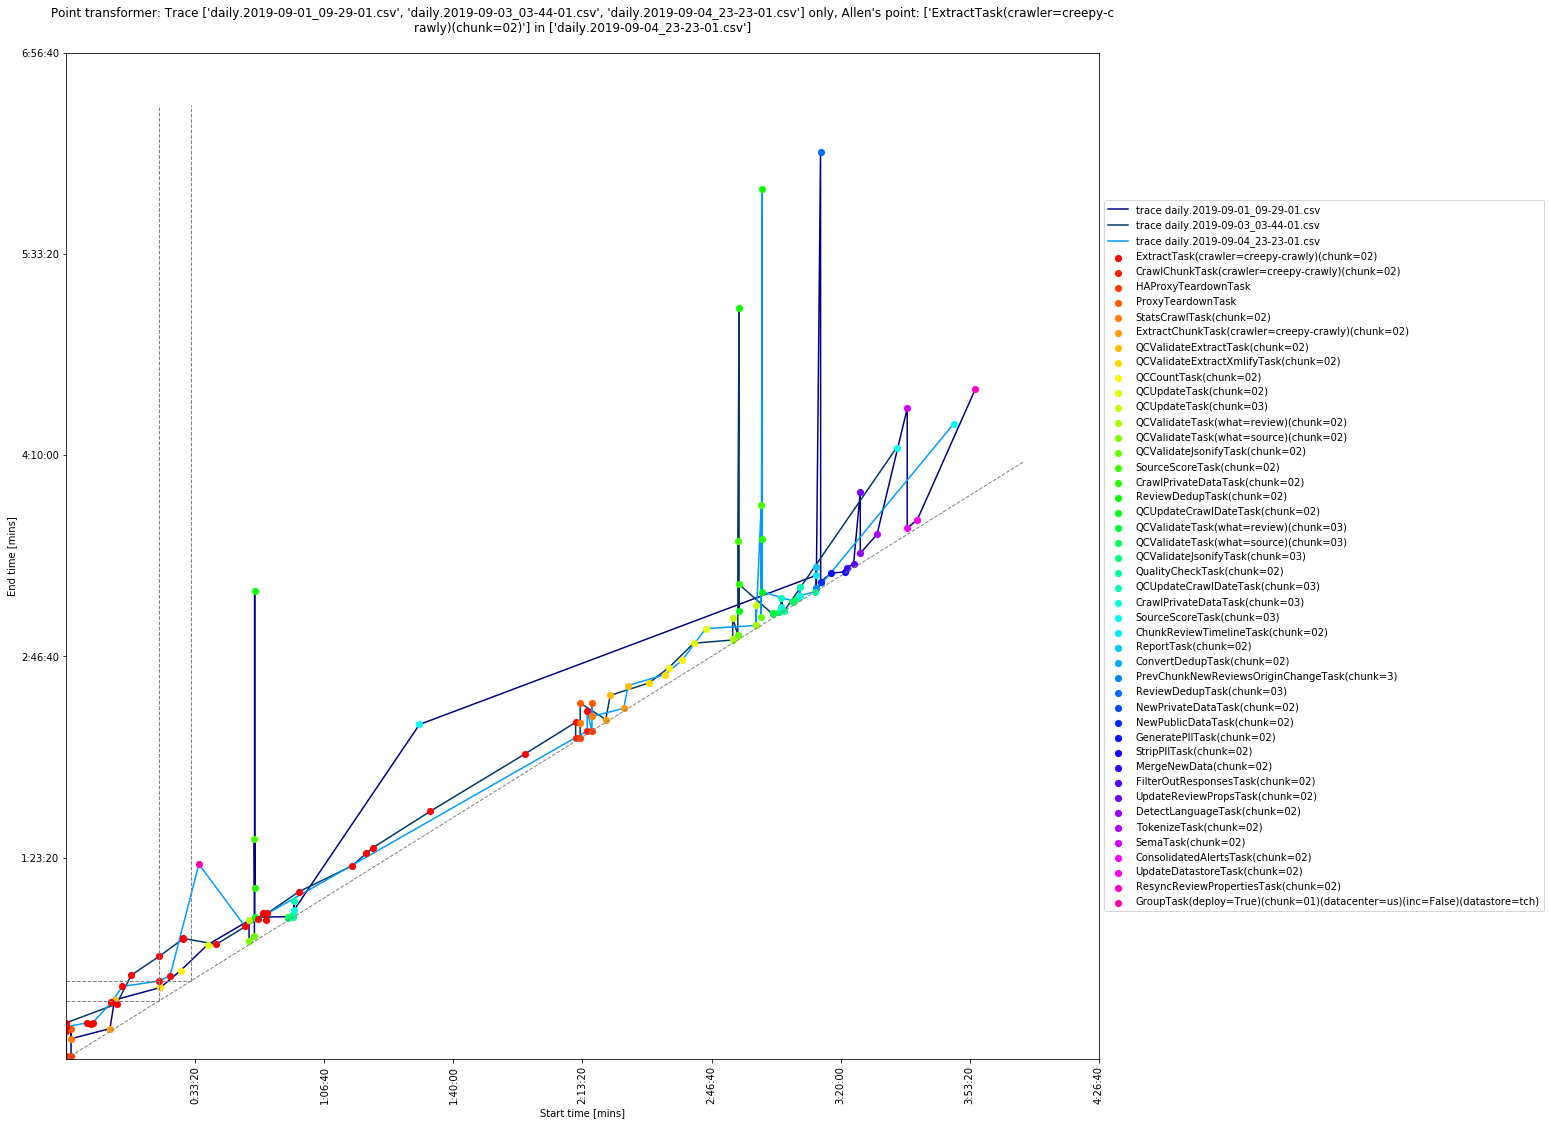 Point transformer: Trace ['daily.2019-09-01_09-29-01.csv', 'daily.2019-09-03_03-44-01.csv', 'daily.2019-09-04_23-23-01.csv'] only, Allen's point: ['ExtractTask(crawler=creepy-c
rawly)(chunk=02)'] in ['daily.2019-09-04_23-23-01.csv']
6:56:40
5:33:20
4:10:00
2:46:40
1:23:20
End time [mins]
0:33:20
1:06:40
1:40:00
2:13:20
2:46:40
3:20:00
3:53:20
4:26:40
Start time [mins]
trace daily.2019-09-01_09-29-01.csv
trace daily.2019-09-03_03-44-01.csv
trace daily.2019-09-04_23-23-01.csv
ExtractTask(crawler=creepy-crawly)(chunk=02)
CrawlChunkTask(crawler=creepy-crawly)(chunk=02)
HAProxyTeardownTask
ProxyTeardownTask
StatsCrawlTask(chunk=02)
ExtractChunkTask(crawler=creepy-crawly)(chunk=02)
QCValidateExtractTask(chunk=02)
QCValidateExtractXmlifyTask(chunk=02)
QCCountTask(chunk=02)
QCUpdateTask(chunk=02)
QCUpdateTask(chunk=03)
QCValidateTask(what=review)(chunk=02)
QCValidateTask(what=source)(chunk=02)
QCValidateJsonifyTask(chunk=02)
SourceScoreTask(chunk=02)
CrawlPrivateDataTask(chunk=02)
ReviewDedupTask(chunk=02)
QCUpdateCrawlDateTask(chunk=02)
QCValidateTask(what=review)(chunk=03)
QCValidateTask(what=source)(chunk=03)
QCValidateJsonifyTask(chunk=03)
QualityCheckTask(chunk=02)
QCUpdateCrawlDateTask(chunk=03)
CrawlPrivateDataTask(chunk=03)
SourceScoreTask(chunk=03)
ChunkReviewTimelineTask(chunk=02)
ReportTask(chunk=02)
ConvertDedupTask(chunk=02)
PrevChunkNewReviewsOriginChangeTask(chunk=3)
ReviewDedupTask(chunk=03)
NewPrivateDataTask(chunk=02)
NewPublicDataTask(chunk=02)
GeneratePIITask(chunk=02)
StripPIITask(chunk=02)
MergeNewData(chunk=02)
FilterOutResponsesTask(chunk=02)
UpdateReviewPropsTask(chunk=02)
DetectLanguageTask(chunk=02)
TokenizeTask(chunk=02)
SemaTask(chunk=02)
ConsolidatedAlertsTask(chunk=02)
UpdateDatastoreTask(chunk=02)
ResyncReviewPropertiesTask(chunk=02)
GroupTask(deploy=True)(chunk=01)(datacenter=us)(inc=False)(datastore=tch)